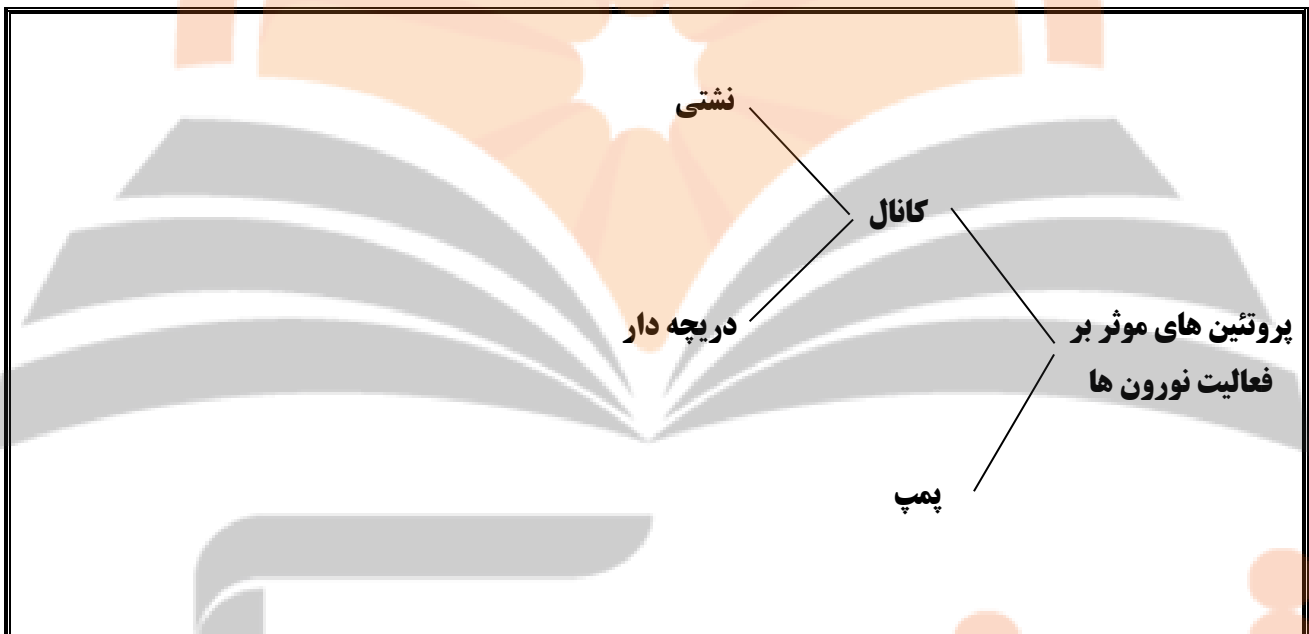 نشتی
کانال
دریچه دار
پروتئین های موثر بر
فعالیت نورون ها
پمپ